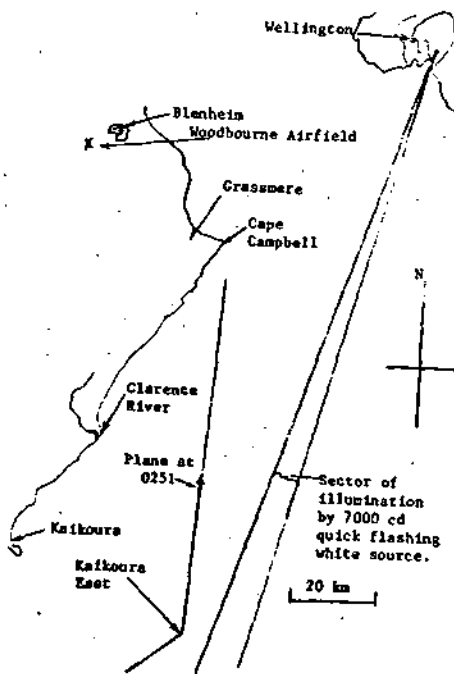 Wellington
Blenheim
Woodbourne Airfield
Grassmere
Cape
Campbell
N
Clarence
River
Plane at
0251
Sector of
illumination
by 7000 cd
quick flashing
white source.
Kaikoura
Kaikoura
East
20 km